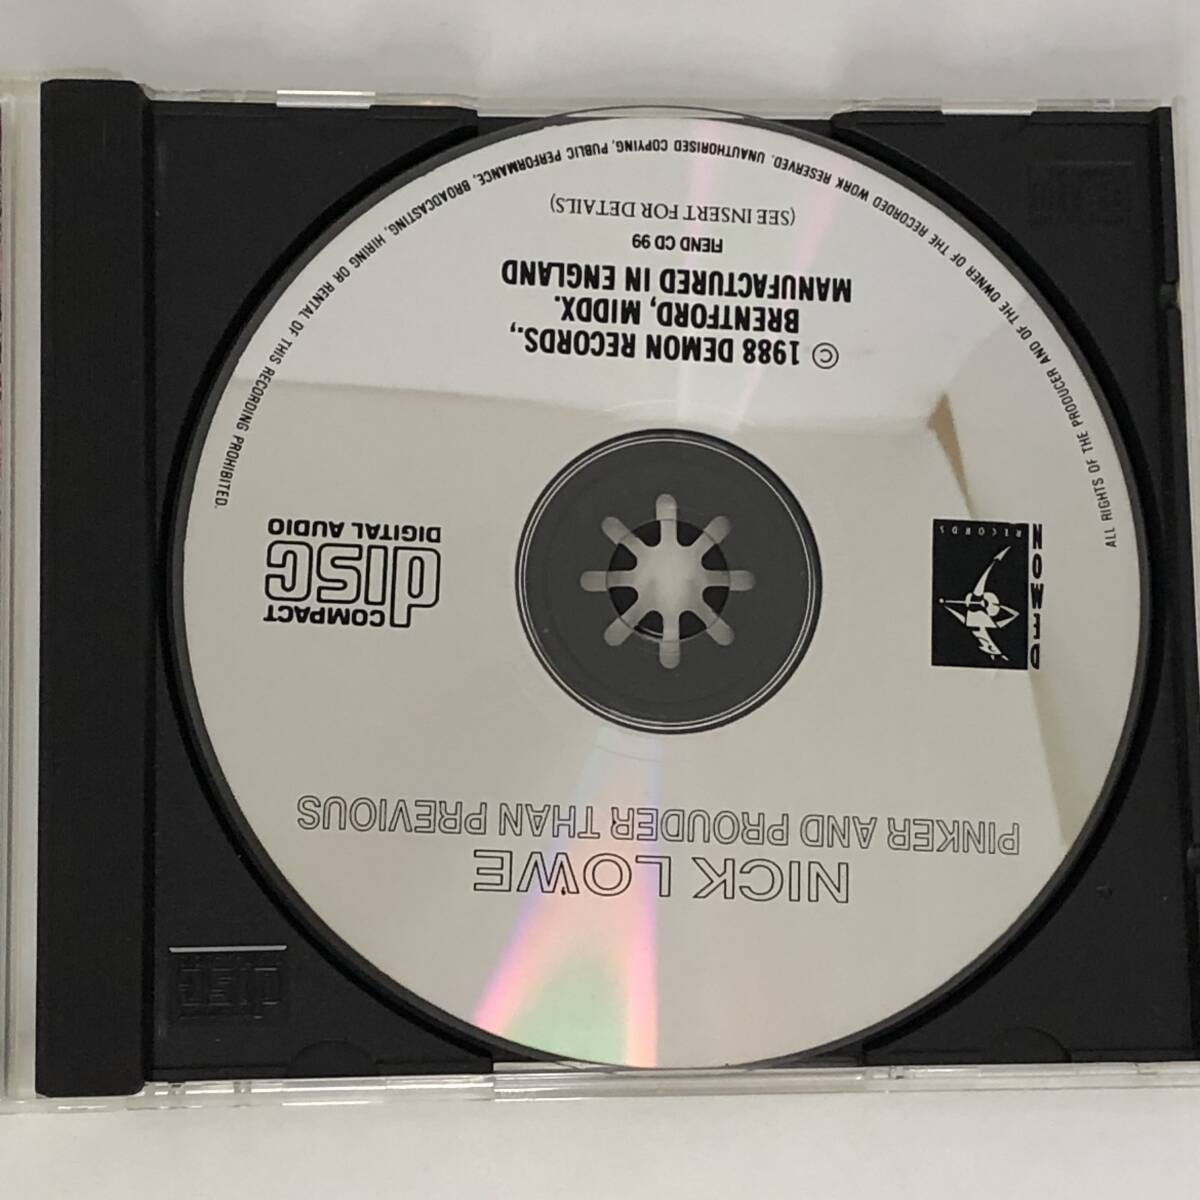 NICK LOWE
PINKER AND PROUDER THAN PREVIOUS
DEMON
RECORDS
COMPACT
disc
DIGITAL AUDIO
© 1988 DEMON RECORDS.,
BRENTFORD, MIDDX.
MANUFACTURED IN ENGLAND
FIEND CD 99
(SEE INSERT FOR DETAILS)
ALL RIGHTS OF THE PRODUCER AND OF THE OWNER OF THE RECORDED WORK RESERVED. UNAUTHORISED COPYING, PUBLIC PERFORMANCE, BROADCASTING, HIRING OR RENTAL OF THIS RECORDING PROHIBITED.
disc